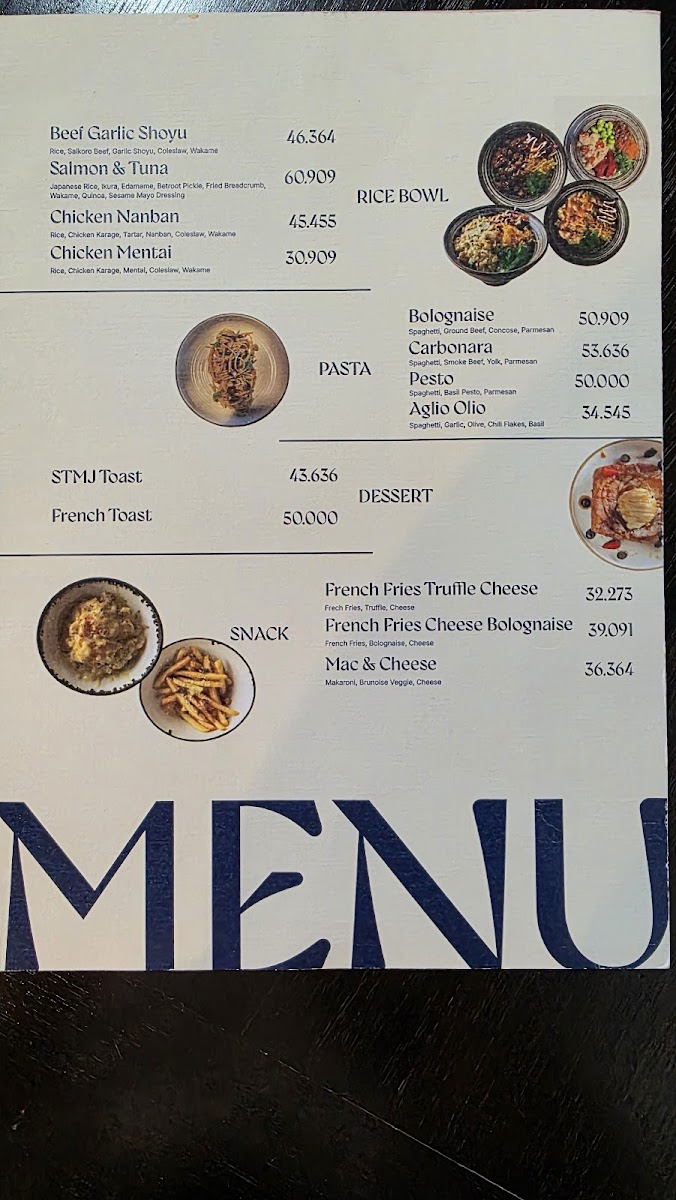 Beef Garlic Shoyu 46.364
Rice, Saikoro Beef, Garlic Shoyu, Coleslaw, Wakame
Salmon & Tuna 60.909
Japanese Rice, Ikura, Edamame, Betroot Pickle, Fried Breadcrumb,
Wakame, Quinoa, Sesame Mayo Dressing
Chicken Nanban 45.455
Rice, Chicken Karage, Tartar, Nanban, Coleslaw, Wakame
Chicken Mentai 30.909
Rice, Chicken Karage, Mentai, Coleslaw, Wakame
RICE BOWL
PASTA
Bolognaise 50.909
Spaghetti, Ground Beef, Concose, Parmesan
Carbonara 53.636
Spaghetti, Smoke Beef, Yolk, Parmesan
Pesto 50.000
Spaghetti, Basil Pesto, Parmesan
Aglio Olio 34.545
Spaghetti, Garlic, Olive, Chili Flakes, Basil
STMJ Toast 43.636
French Toast 50.000
DESSERT
SNACK
French Fries Truffle Cheese 32.273
Frech Fries, Truffle, Cheese
French Fries Cheese Bolognaise 39.091
French Fries, Bolognaise, Cheese
Mac & Cheese 36.364
Makaroni, Brunoise Veggie, Cheese
MENU